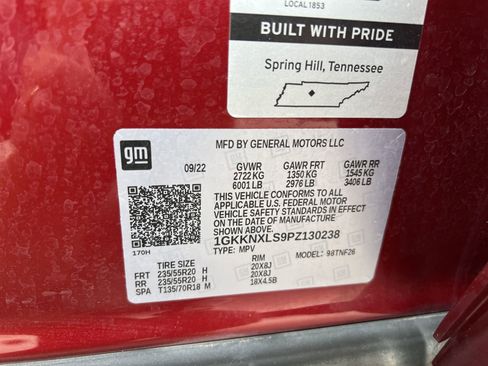 LOCAL 1853
BUILT WITH PRIDE
Spring Hill, Tennessee
gm
MFD BY GENERAL MOTORS LLC
09/22 GVWR GAWR FRT GAWR RR
2722 KG 1350 KG 1545 KG
6001 LB 2976 LB 3406 LB
THIS VEHICLE CONFORMS TO ALL
APPLICABLE U.S. FEDERAL MOTOR
VEHICLE SAFETY STANDARDS IN
EFFECT ON THE DATE OF MANUFACTURE
SHOWN ABOVE.
1GKKNXLS9PZ130238
170H TYPE: MPV MODEL: 98TNF26
TIRE SIZE RIM
FRT 235/55R20 H 20X8J
RR 235/55R20 H 20X8J
SPA T135/70R18 M 18X4.5B